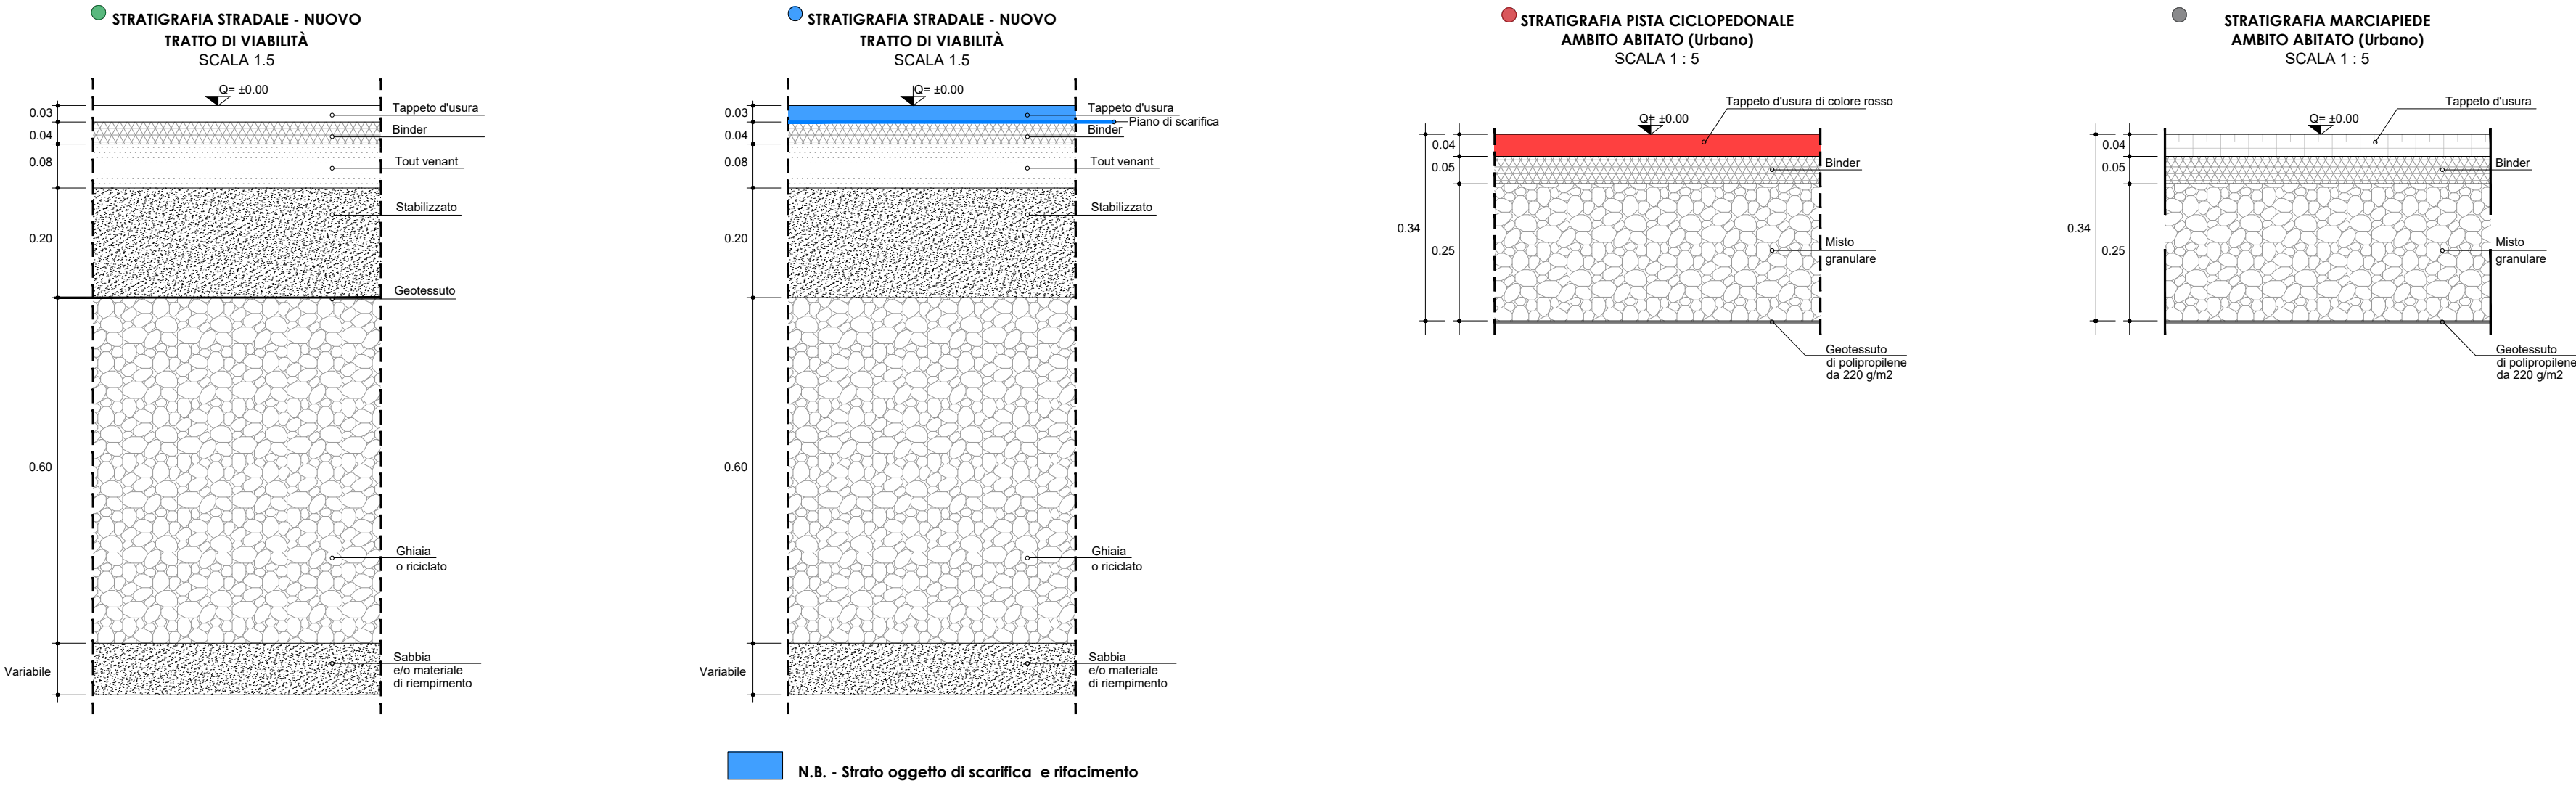 STRATIGRAFIA STRADALE - NUOVO
TRATTO DI VIABILITÀ
SCALA 1.5
Q= ±0.00
0.03
Tappeto d'usura
0.04
Binder
0.08
Tout venant
0.20
Stabilizzato
Geotessuto
0.60
Ghiaia
o riciclato
Variabile
Sabbia
e/o materiale
di riempimento
STRATIGRAFIA STRADALE - NUOVO
TRATTO DI VIABILITÀ
SCALA 1.5
Q= ±0.00
0.03
Tappeto d'usura
Piano di scarifica
0.04
Binder
0.08
Tout venant
0.20
Stabilizzato
0.60
Ghiaia
o riciclato
Variabile
Sabbia
e/o materiale
di riempimento
N.B. - Strato oggetto di scarifica e rifacimento
STRATIGRAFIA PISTA CICLOPEDONALE
AMBITO ABITATO (Urbano)
SCALA 1 : 5
Tappeto d'usura di colore rosso
Q= ±0.00
0.04
0.05
Binder
0.34
0.25
Misto
granulare
Geotessuto
di polipropilene
da 220 g/m2
STRATIGRAFIA MARCIAPIEDE
AMBITO ABITATO (Urbano)
SCALA 1 : 5
Tappeto d'usura
Q= ±0.00
0.04
0.05
Binder
0.34
0.25
Misto
granulare
Geotessuto
di polipropilene
da 220 g/m2